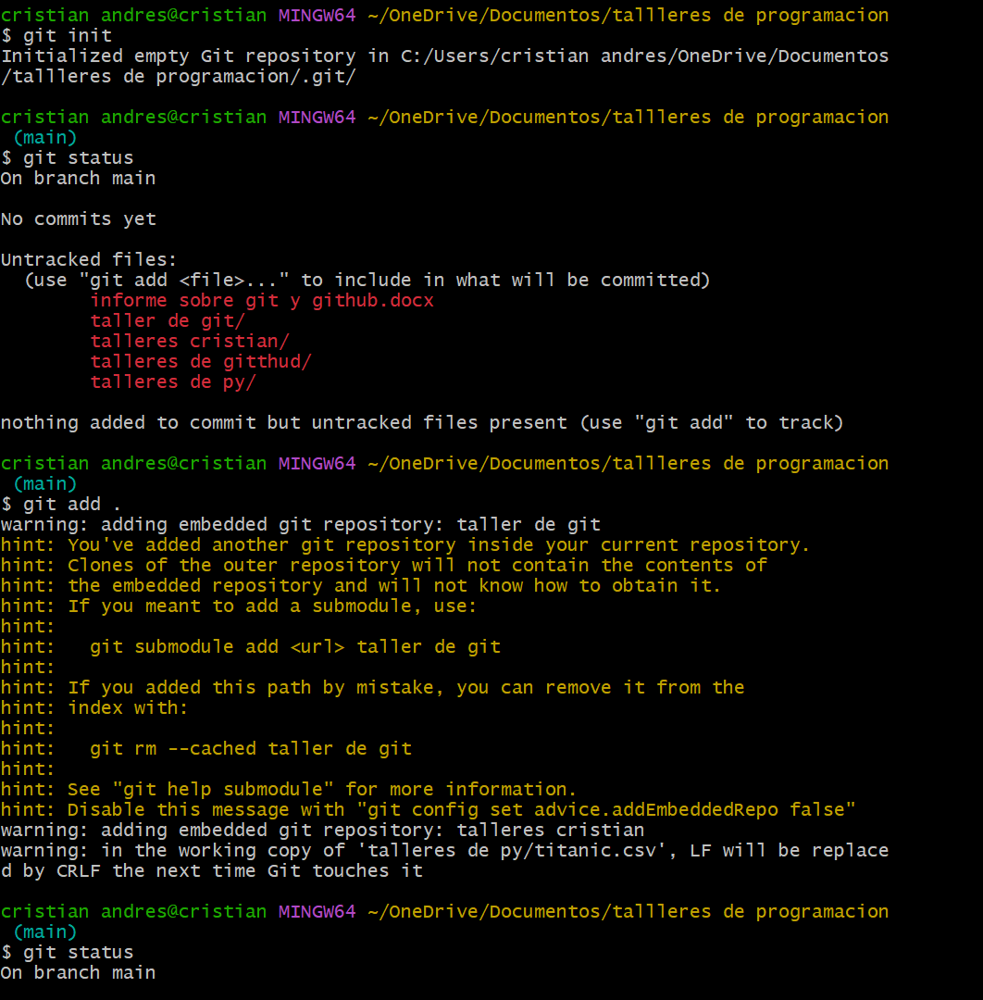 cristian andres@cristian MINGW64 ~/OneDrive/Documentos/tallleres de programacion
$ git init
Initialized empty Git repository in C:/Users/cristian andres/OneDrive/Documentos
/tallleres de programacion/.git/
cristian andres@cristian MINGW64 ~/OneDrive/Documentos/tallleres de programacion
(main)
$ git status
On branch main
No commits yet
Untracked files:
(use "git add <file>..." to include in what will be committed)
informe sobre git y github.docx
taller de git/
talleres cristian/
talleres de gitthud/
talleres de py/
nothing added to commit but untracked files present (use "git add" to track)
cristian andres@cristian MINGW64 ~/OneDrive/Documentos/tallleres de programacion
(main)
$ git add .
warning: adding embedded git repository: taller de git
hint: You've added another git repository inside your current repository.
hint: Clones of the outer repository will not contain the contents of
hint: the embedded repository and will not know how to obtain it.
hint: If you meant to add a submodule, use:
hint:
hint:   git submodule add <url> taller de git
hint:
hint: If you added this path by mistake, you can remove it from the
hint: index with:
hint:
hint:   git rm --cached taller de git
hint:
hint: See "git help submodule" for more information.
hint: Disable this message with "git config set advice.addEmbeddedRepo false"
warning: adding embedded git repository: talleres cristian
warning: in the working copy of 'talleres de py/titanic.csv', LF will be replace
d by CRLF the next time Git touches it
cristian andres@cristian MINGW64 ~/OneDrive/Documentos/tallleres de programacion
(main)
$ git status
On branch main